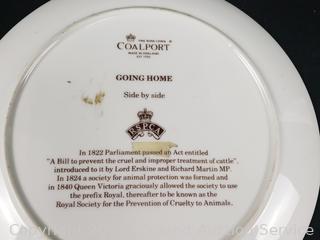 FINE BONE CHINA
COALPORT
MADE IN ENGLAND
EST 1750
GOING HOME
Side by side
R.S.P.C.A.
In 1822 Parliament passed an Act entitled
"A Bill to prevent the cruel and improper treatment of cattle",
introduced to it by Lord Erskine and Richard Martin MP.
In 1824 a society for animal protection was formed and
in 1840 Queen Victoria graciously allowed the society to use
the prefix Royal, thereafter to be known as the
Royal Society for the Prevention of Cruelty to Animals.